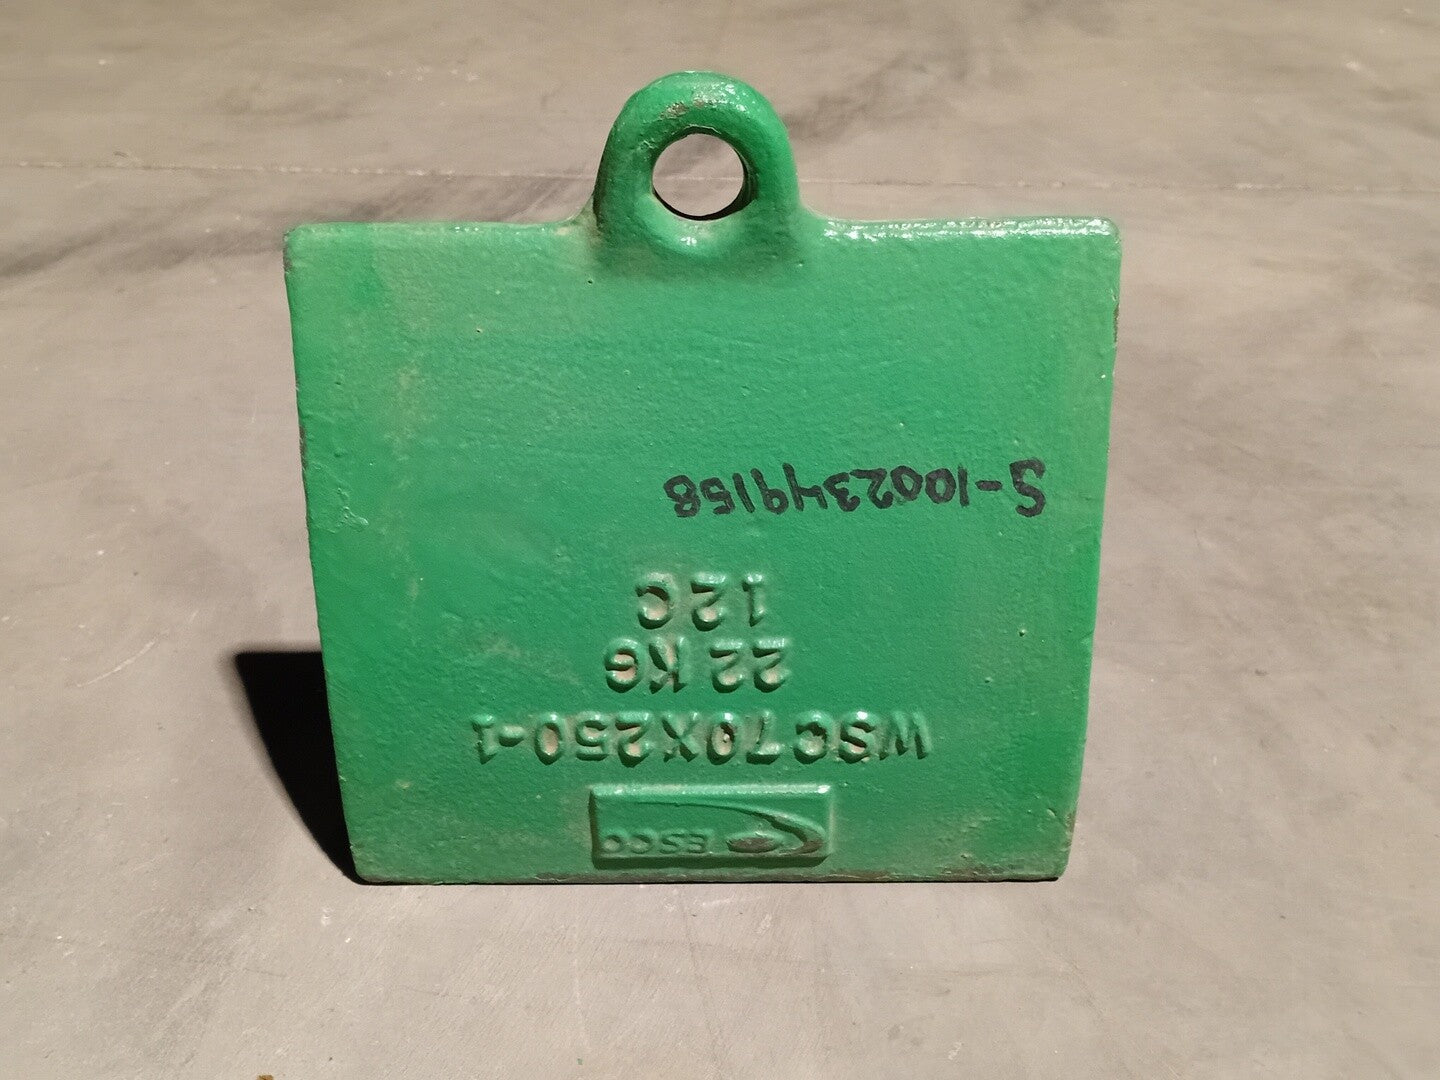 ESCO
WSC70X250-1
22 KG
12C
S-1002349158